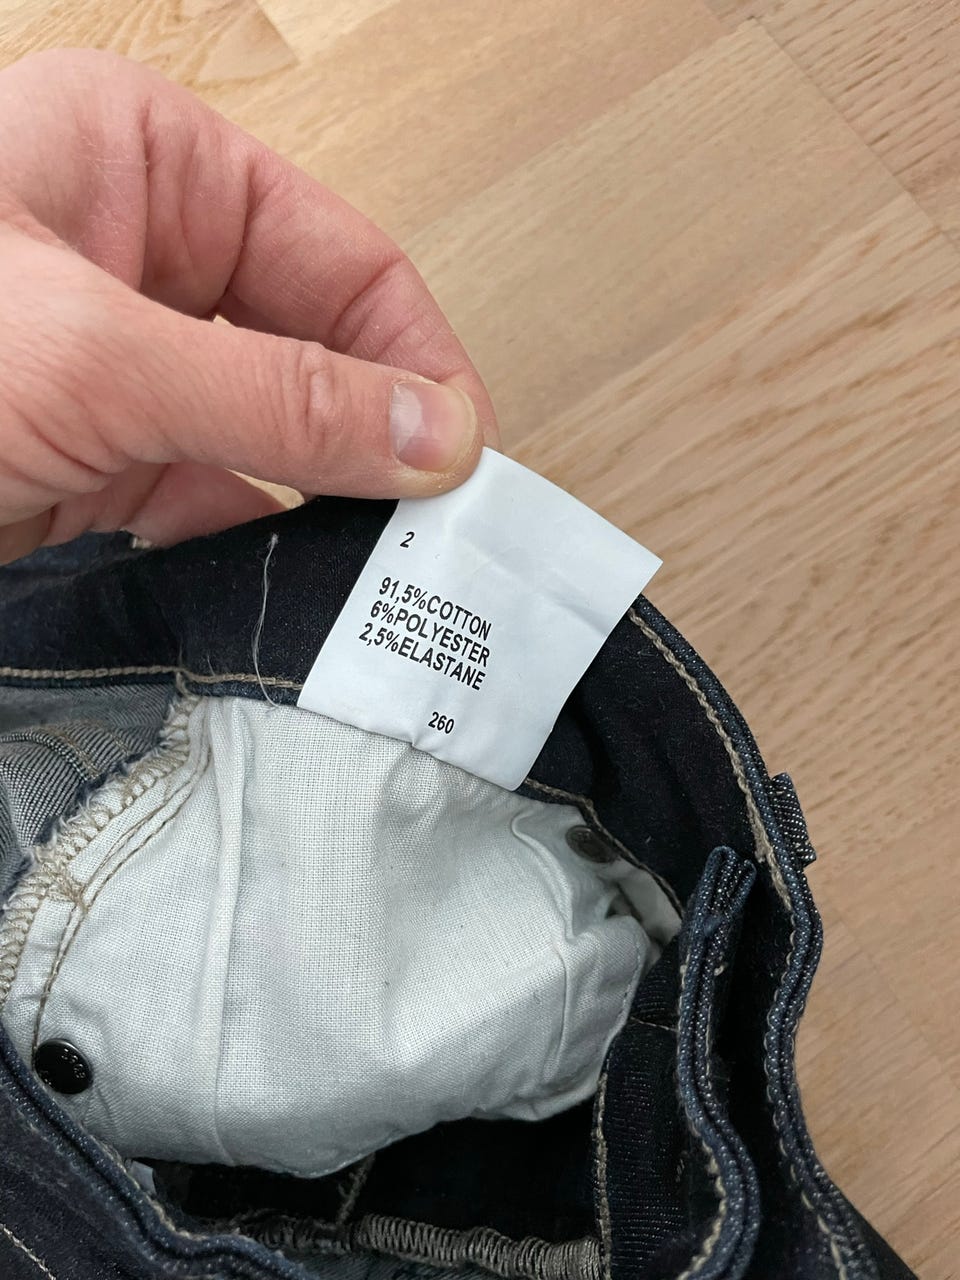 2
91,5%COTTON
6%POLYESTER
2,5%ELASTANE
260